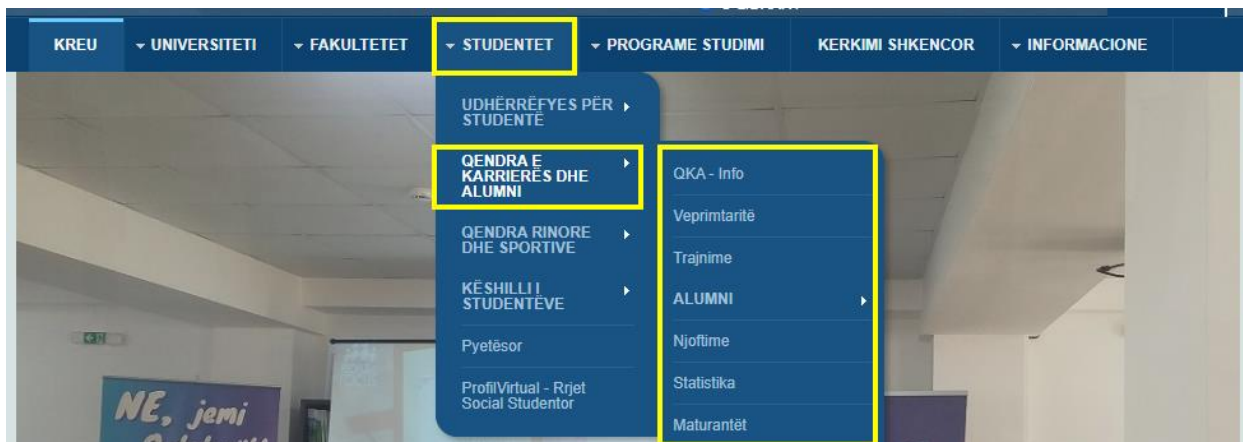 KREU
UNIVERSITETI
FAKULTETET
STUDENTET
PROGRAME STUDIMI
KERKIMI SHKENCOR
INFORMACIONE
UDHËRRËFYES PËR
STUDENTË
QENDRA E
KARRIERËS DHE
ALUMNI
QENDRA RINORE
DHE SPORTIVE
KËSHILLI I
STUDENTËVE
Pyetësor
ProfilVirtual - Rrjet
Social Studentor
QKA - Info
Veprimtaritë
Trajnime
ALUMNI
Njoftime
Statistika
Maturantët
NE, jemi